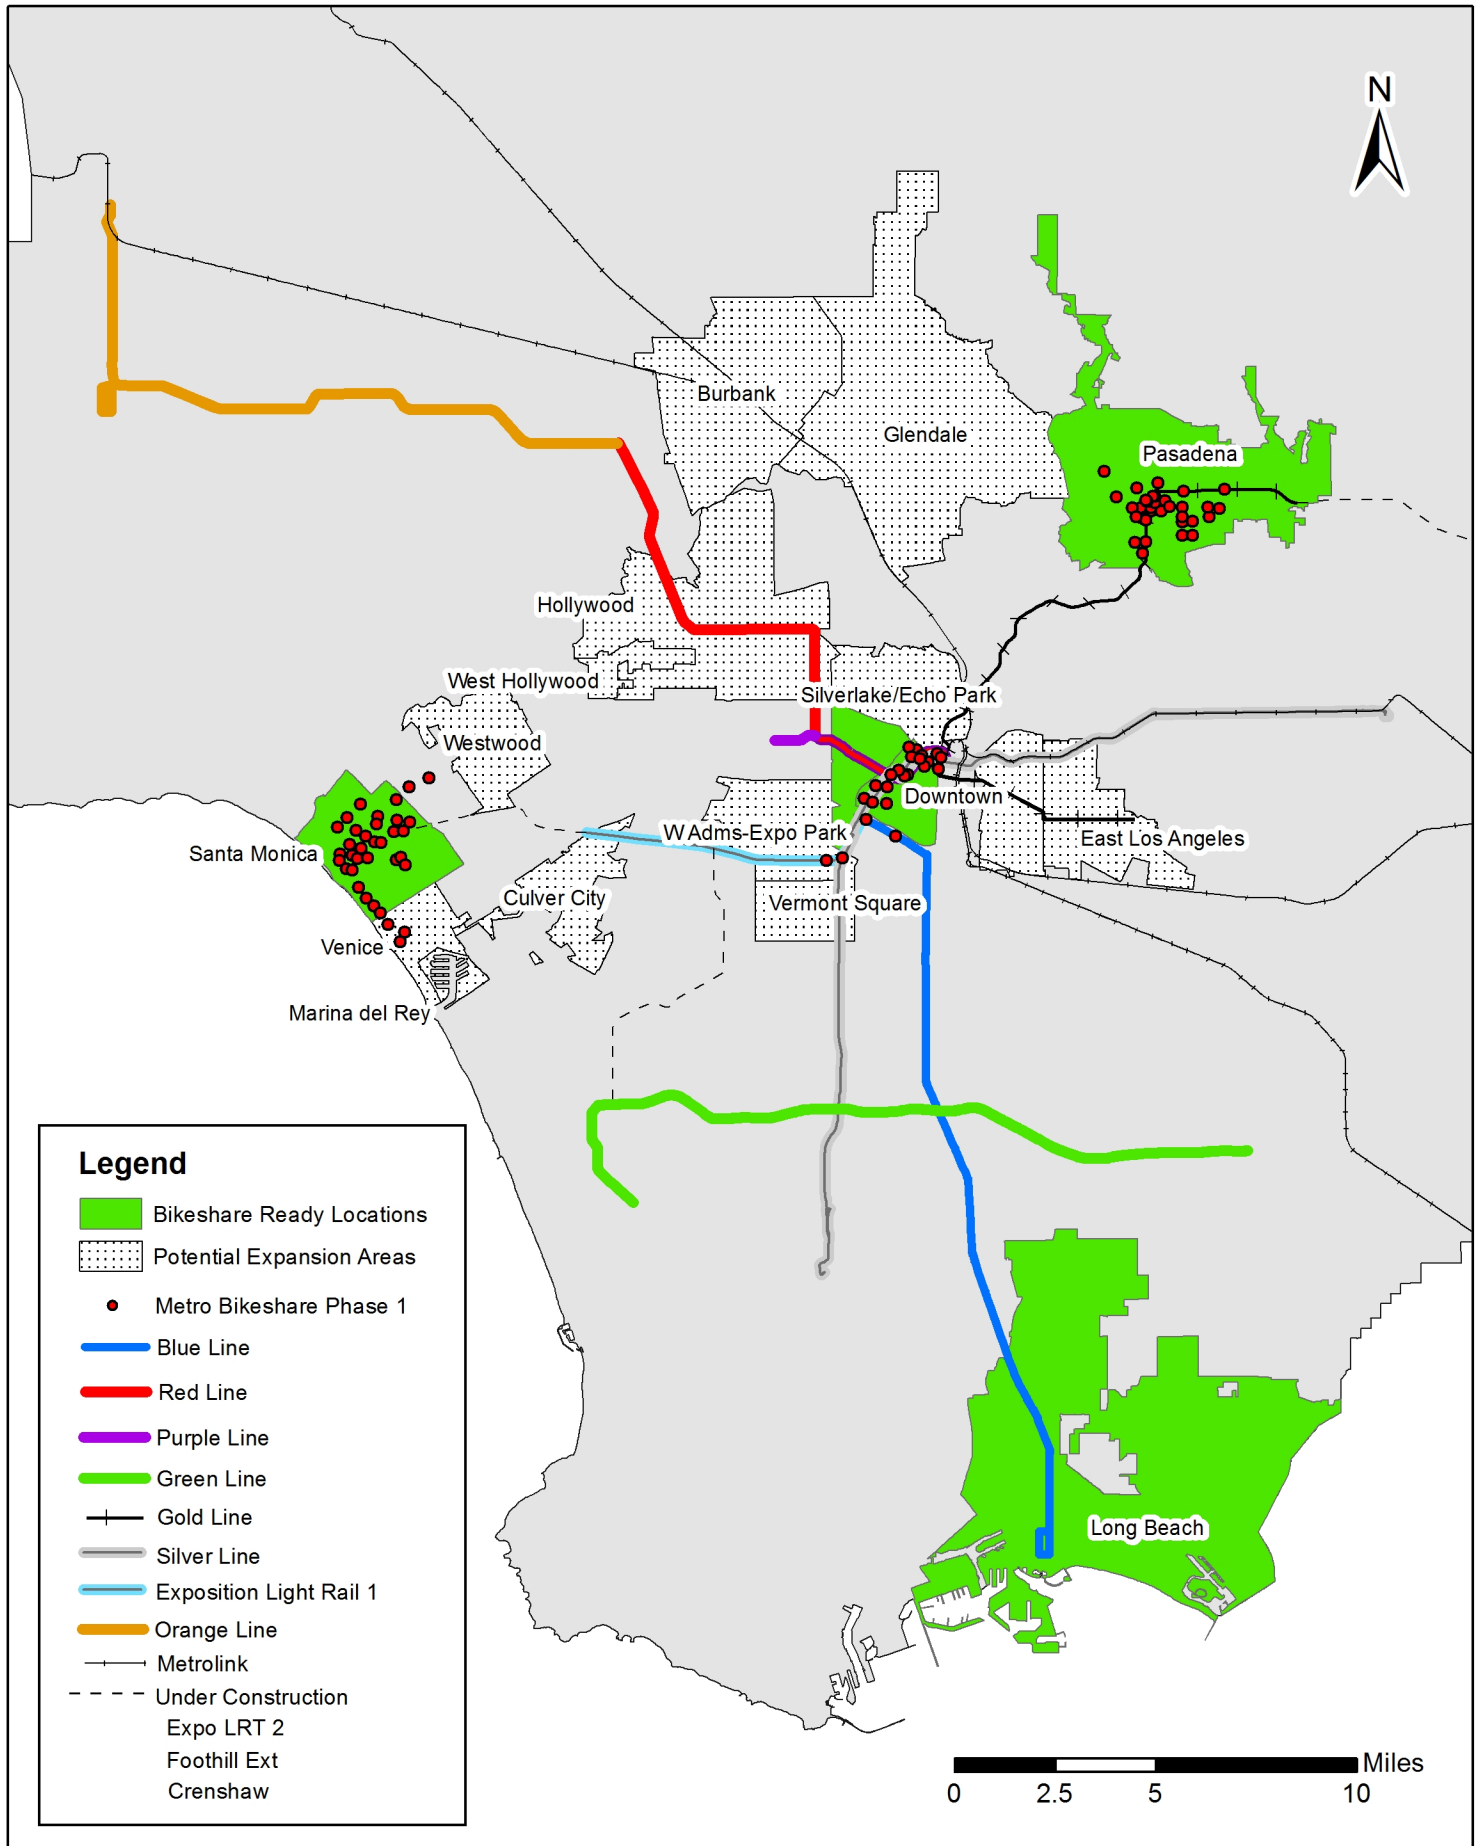 N
Burbank
Glendale
Pasadena
Hollywood
West Hollywood
Silverlake/Echo Park
Westwood
Downtown
W Adms-Expo Park
East Los Angeles
Santa Monica
Culver City
Vermont Square
Venice
Marina del Rey
Long Beach
Legend
Bikeshare Ready Locations
Potential Expansion Areas
Metro Bikeshare Phase 1
Blue Line
Red Line
Purple Line
Green Line
Gold Line
Silver Line
Exposition Light Rail 1
Orange Line
Metrolink
Under Construction
Expo LRT 2
Foothill Ext
Crenshaw
Miles
0 2.5 5 10